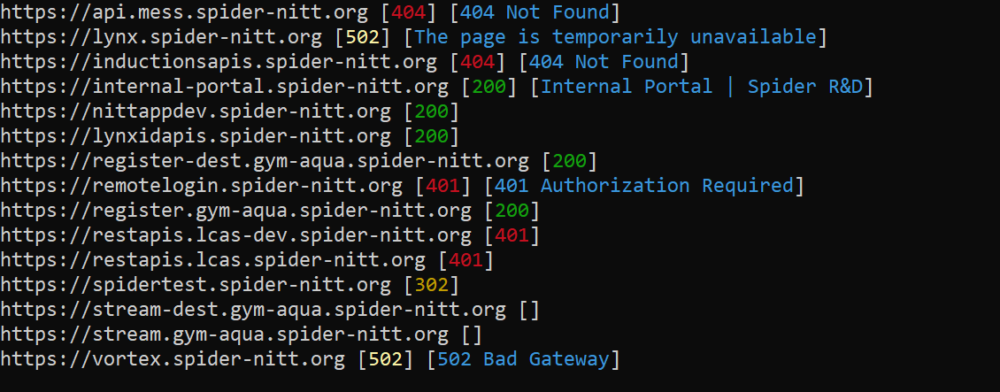 https://api.mess.spider-nitt.org [404] [404 Not Found]
https://lynx.spider-nitt.org [502] [The page is temporarily unavailable]
https://inductionsapis.spider-nitt.org [404] [404 Not Found]
https://internal-portal.spider-nitt.org [200] [Internal Portal | Spider R&D]
https://nittappdev.spider-nitt.org [200]
https://lynxidapis.spider-nitt.org [200]
https://register-dest.gym-aqua.spider-nitt.org [200]
https://remotelogin.spider-nitt.org [401] [401 Authorization Required]
https://register.gym-aqua.spider-nitt.org [200]
https://restapis.lcas-dev.spider-nitt.org [401]
https://restapis.lcas.spider-nitt.org [401]
https://spidertest.spider-nitt.org [302]
https://stream-dest.gym-aqua.spider-nitt.org []
https://stream.gym-aqua.spider-nitt.org []
https://vortex.spider-nitt.org [502] [502 Bad Gateway]